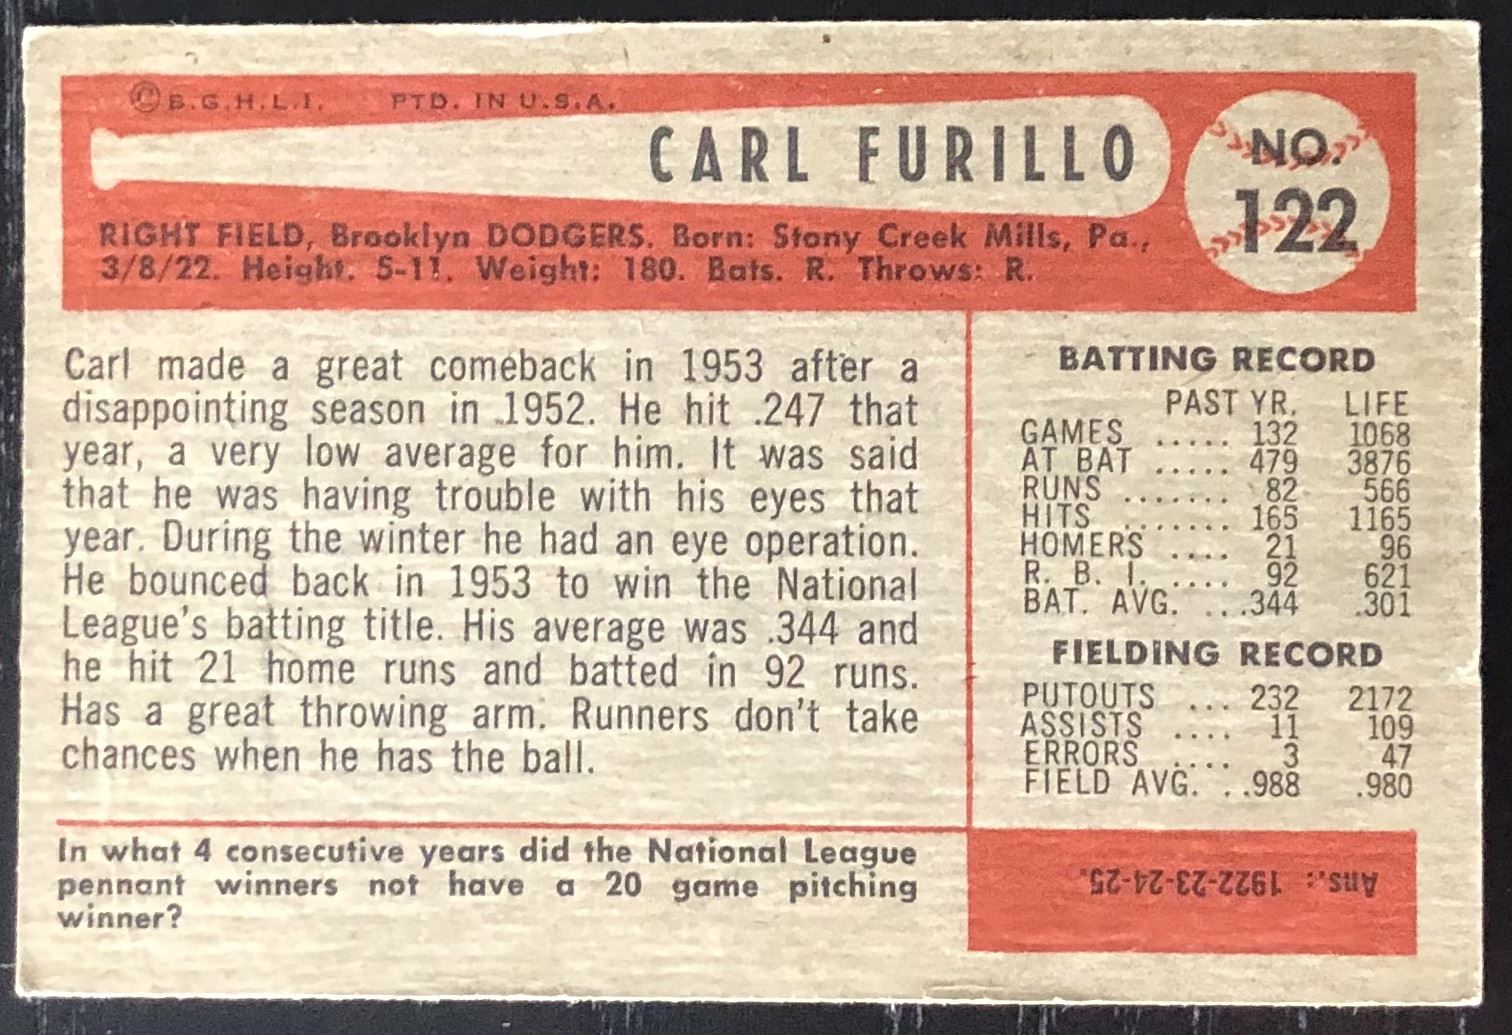 © B.G.H.L.I. PTD. IN U.S.A.
CARL FURILLO
NO.
122
RIGHT FIELD, Brooklyn DODGERS. Born: Stony Creek Mills, Pa.,
3/8/22. Height. 5-11. Weight: 180. Bats. R. Throws: R.
Carl made a great comeback in 1953 after a
disappointing season in 1952. He hit .247 that
year, a very low average for him. It was said
that he was having trouble with his eyes that
year. During the winter he had an eye operation.
He bounced back in 1953 to win the National
League's batting title. His average was .344 and
he hit 21 home runs and batted in 92 runs.
Has a great throwing arm. Runners don't take
chances when he has the ball.
In what 4 consecutive years did the National League
pennant winners not have a 20 game pitching
winner?
BATTING RECORD
PAST YR. LIFE
GAMES ..... 132 1068
AT BAT ..... 479 3876
RUNS ....... 82 566
HITS ....... 165 1165
HOMERS .... 21 96
R. B. I. .... 92 621
BAT. AVG. ...344 .301
FIELDING RECORD
PUTOUTS ... 232 2172
ASSISTS .... 11 109
ERRORS .... 3 47
FIELD AVG. ...988 .980
Ans.: 1922-23-24-25.